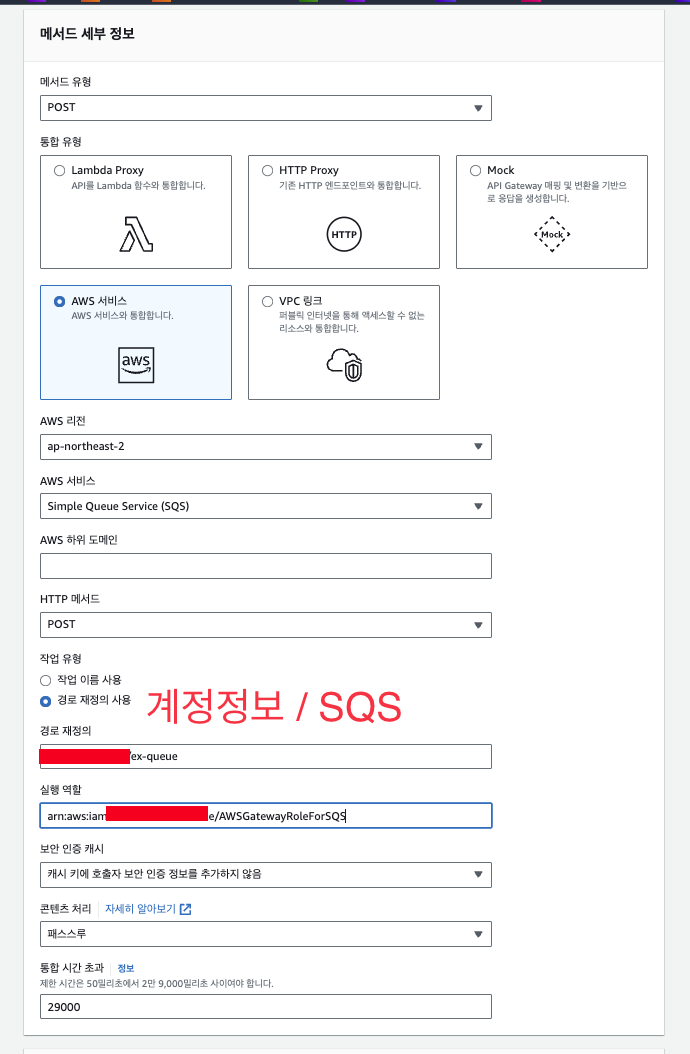 메서드 세부 정보
메서드 유형
POST
통합 유형
Lambda Proxy
API를 Lambda 함수와 통합합니다.
HTTP Proxy
기존 HTTP 엔드포인트와 통합합니다.
HTTP
Mock
API Gateway 매핑 및 변환을 기반으
로 응답을 생성합니다.
Mock
AWS 서비스
AWS 서비스와 통합합니다.
aws
VPC 링크
퍼블릭 인터넷을 통해 액세스할 수 없는
리소스와 통합합니다.
AWS 리전
ap-northeast-2
AWS 서비스
Simple Queue Service (SQS)
AWS 하위 도메인
HTTP 메서드
POST
작업 유형
작업 이름 사용
경로 재정의 사용
계정정보 / SQS
경로 재정의
/ex-queue
실행 역할
arn:aws:iam e/AWSGatewayRoleForSQS
보안 인증 캐시
캐시 키에 호출자 보안 인증 정보를 추가하지 않음
콘텐츠 처리 자세히 알아보기
패스스루
통합 시간 초과 정보
제한 시간은 50밀리초에서 2만 9,000밀리초 사이여야 합니다.
29000